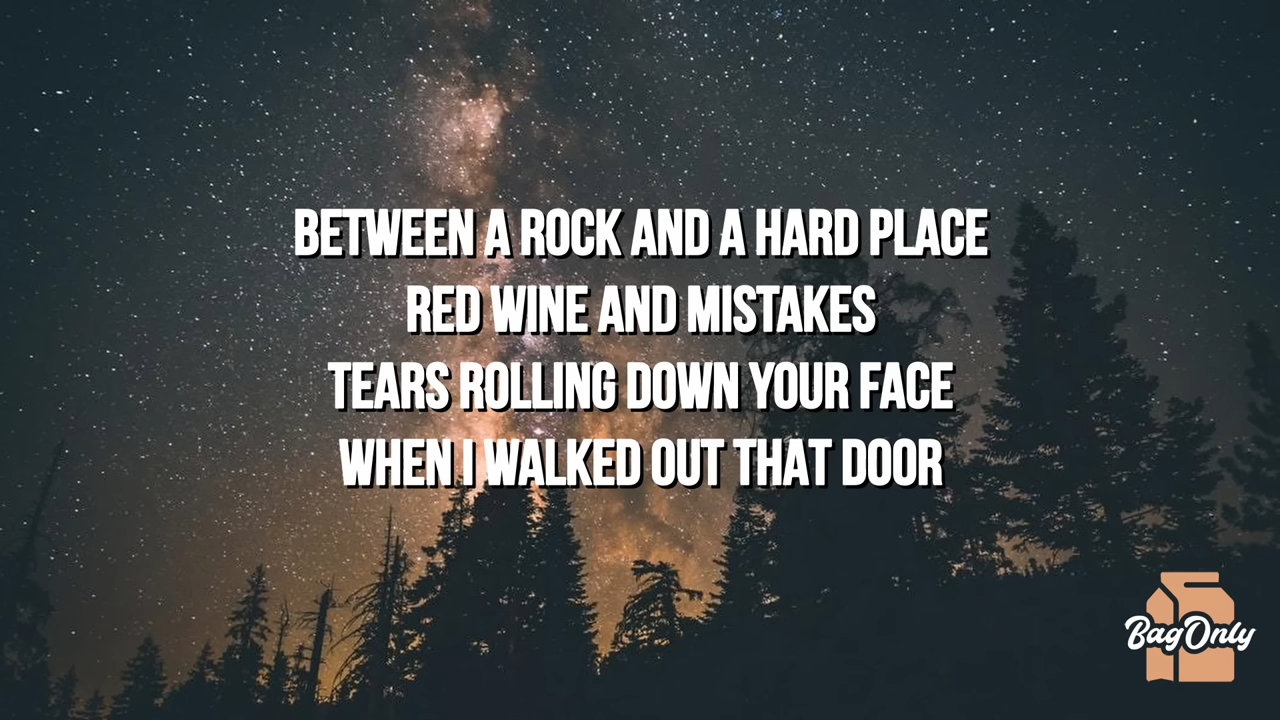 BETWEEN A ROCK AND A HARD PLACE
RED WINE AND MISTAKES
TEARS ROLLING DOWN YOUR FACE
WHEN I WALKED OUT THAT DOOR
BagOnly